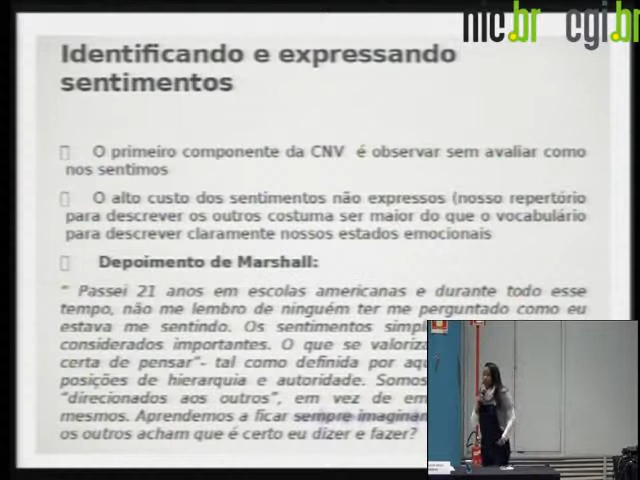 nic.br cgi.br
Identificando e expressando
sentimentos
O primeiro componente da CNV é observar sem avaliar como
nos sentimos
O alto custo dos sentimentos não expressos (nosso repertório
para descrever os outros costuma ser maior do que o vocabulário
para descrever claramente nossos estados emocionais
Depoimento de Marshall:
" Passei 21 anos em escolas americanas e durante todo esse
tempo, não me lembro de ninguém ter me perguntado como eu
estava me sentindo. Os sentimentos simpl
considerados importantes. O que se valoriza
certa de pensar"- tal como definida por aq
posições de hierarquia e autoridade. Somos
"direcionados aos outros", em vez de em
mesmos. Aprendemos a ficar sempre imaginan
os outros acham que é certo eu dizer e fazer?